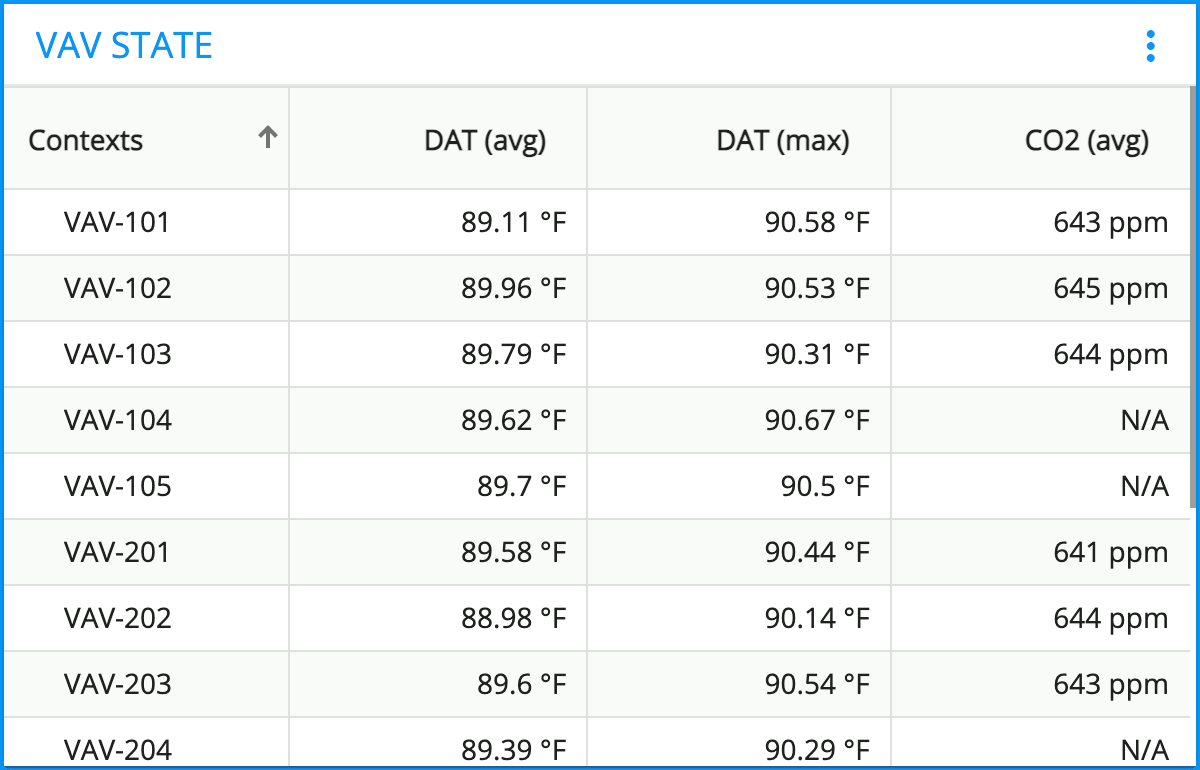 VAV STATE
Contexts DAT (avg) DAT (max) CO2 (avg)
VAV-101 89.11 °F 90.58 °F 643 ppm
VAV-102 89.96 °F 90.53 °F 645 ppm
VAV-103 89.79 °F 90.31 °F 644 ppm
VAV-104 89.62 °F 90.67 °F N/A
VAV-105 89.7 °F 90.5 °F N/A
VAV-201 89.58 °F 90.44 °F 641 ppm
VAV-202 88.98 °F 90.14 °F 644 ppm
VAV-203 89.6 °F 90.54 °F 643 ppm
VAV-204 89.39 °F 90.29 °F N/A